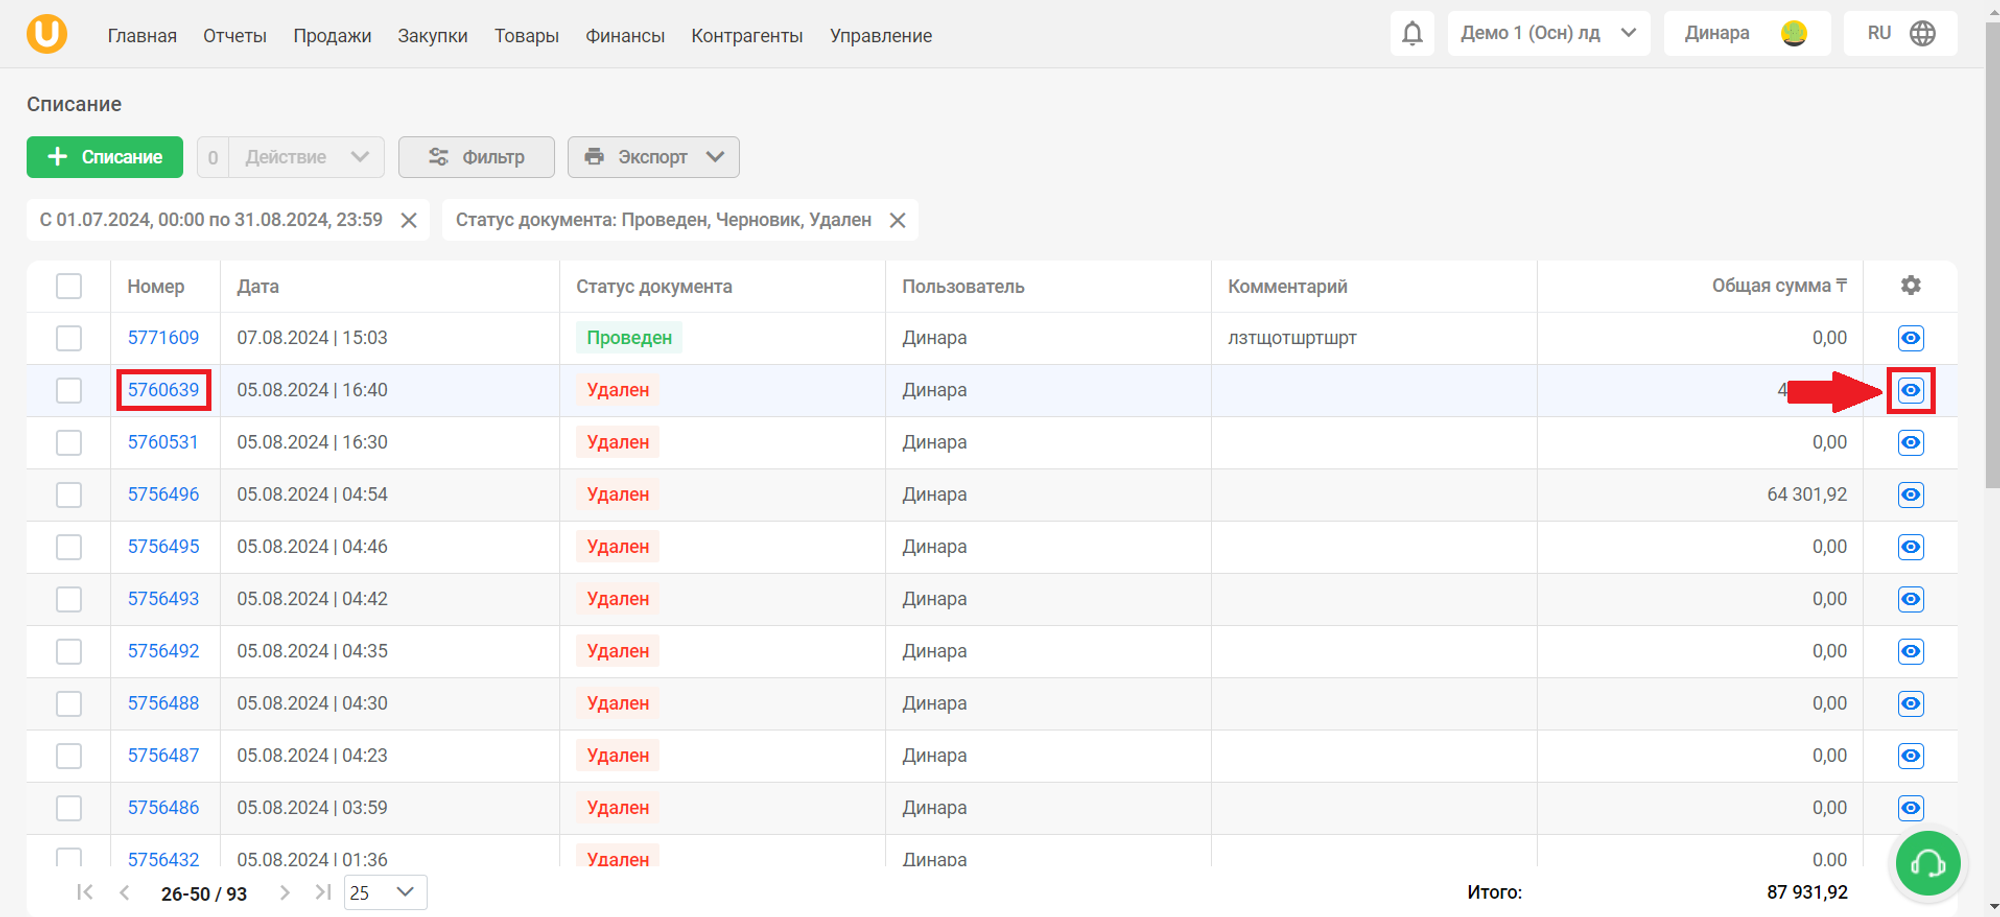 U Главная Отчеты Продажи Закупки Товары Финансы Контрагенты Управление Демо 1 (Осн) лд Динара RU
Списание
Списание 0 Действие Фильтр Экспорт
С 01.07.2024, 00:00 по 31.08.2024, 23:59 Статус документа: Проведен, Черновик, Удален
Номер Дата Статус документа Пользователь Комментарий Общая сумма ₸
5771609 07.08.2024 | 15:03 Проведен Динара лзтщотшртшрт 0,00
5760639 05.08.2024 | 16:40 Удален Динара 4
5760531 05.08.2024 | 16:30 Удален Динара 0,00
5756496 05.08.2024 | 04:54 Удален Динара 64 301,92
5756495 05.08.2024 | 04:46 Удален Динара 0,00
5756493 05.08.2024 | 04:42 Удален Динара 0,00
5756492 05.08.2024 | 04:35 Удален Динара 0,00
5756488 05.08.2024 | 04:30 Удален Динара 0,00
5756487 05.08.2024 | 04:23 Удален Динара 0,00
5756486 05.08.2024 | 03:59 Удален Динара 0,00
5756432 05.08.2024 | 01:36 Удален Динара 0,00
26-50 / 93 25 Итого: 87 931,92